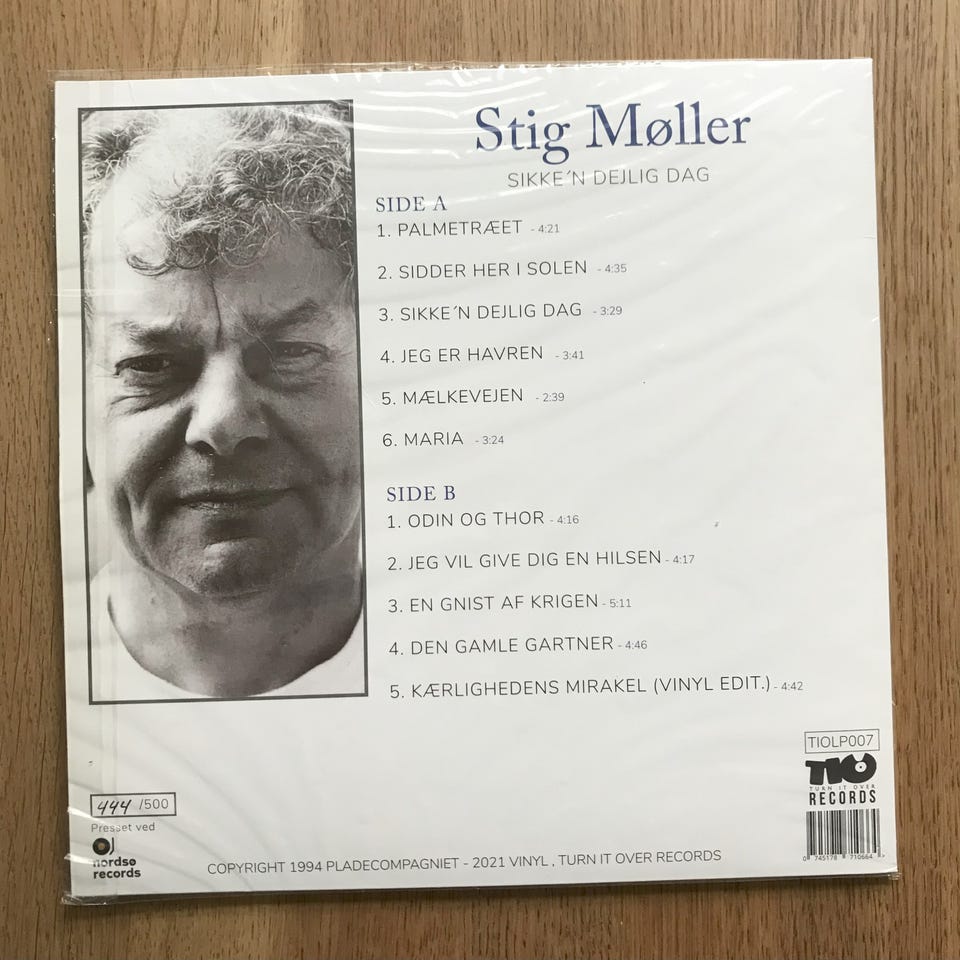 Stig Møller
SIKKE´N DEJLIG DAG
SIDE A
1. PALMETRÆET - 4:21
2. SIDDER HER I SOLEN - 4:35
3. SIKKE´N DEJLIG DAG - 3:29
4. JEG ER HAVREN - 3:41
5. MÆLKEVEJEN - 2:39
6. MARIA - 3:24
SIDE B
1. ODIN OG THOR - 4:16
2. JEG VIL GIVE DIG EN HILSEN - 4:17
3. EN GNIST AF KRIGEN - 5:11
4. DEN GAMLE GARTNER - 4:46
5. KÆRLIGHEDENS MIRAKEL (VINYL EDIT.) - 4:42
TIOLP007
TIO
TURN IT OVER
RECORDS
0 745178 710664 >
444 /500
Presset ved
nordsø
records
COPYRIGHT 1994 PLADECOMPAGNIET - 2021 VINYL , TURN IT OVER RECORDS